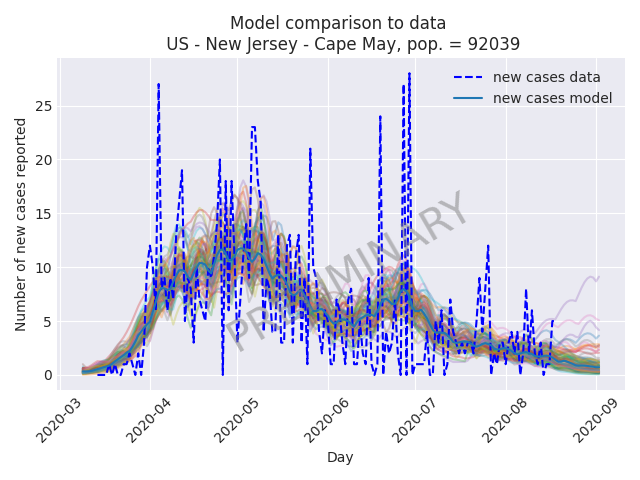 Model comparison to data
US - New Jersey - Cape May, pop. = 92039
new cases data
new cases model
Number of new cases reported
25
20
15
10
5
0
PRELIMINARY
2020-03
2020-04
2020-05
2020-06
2020-07
2020-08
2020-09
Day